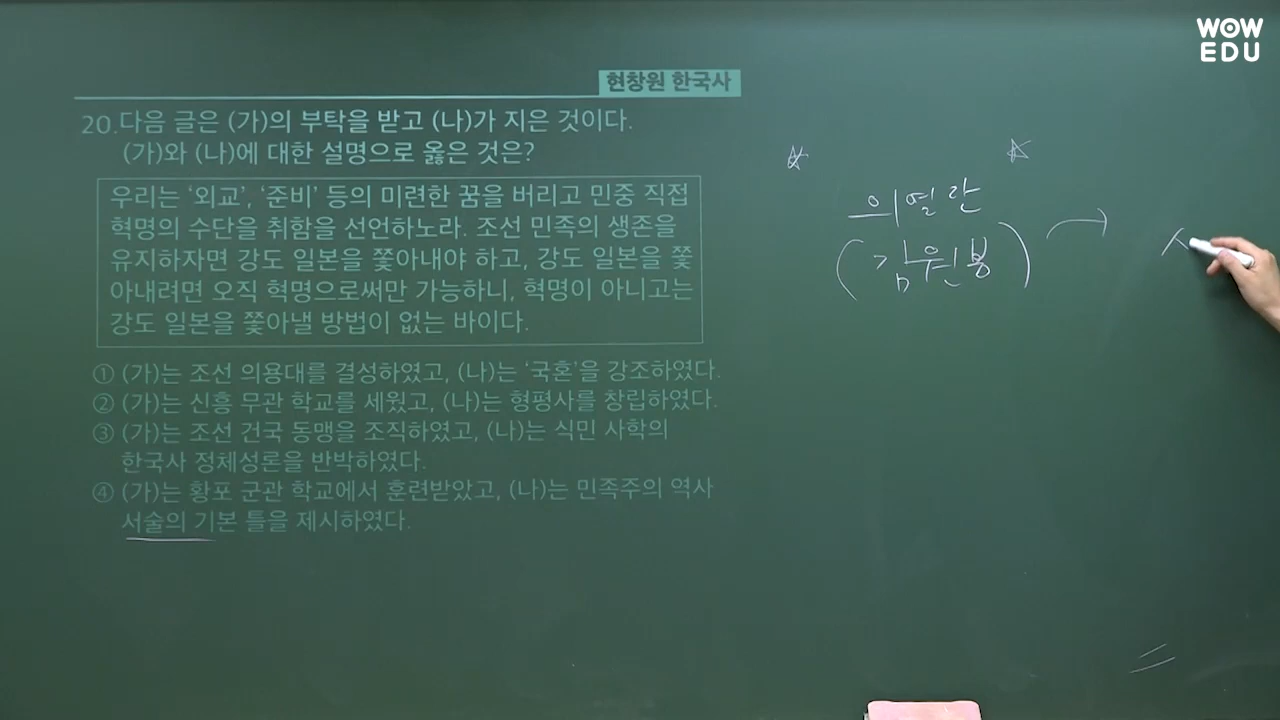 WOW
EDU
현창원 한국사
20.다음 글은 (가)의 부탁을 받고 (나)가 지은 것이다.
(가)와 (나)에 대한 설명으로 옳은 것은?
우리는 ‘외교’, ‘준비’ 등의 미련한 꿈을 버리고 민중 직접
혁명의 수단을 취함을 선언하노라. 조선 민족의 생존을
유지하자면 강도 일본을 쫓아내야 하고, 강도 일본을 쫓
아내려면 오직 혁명으로써만 가능하니, 혁명이 아니고는
강도 일본을 쫓아낼 방법이 없는 바이다.
① (가)는 조선 의용대를 결성하였고, (나)는 ‘국혼’을 강조하였다.
② (가)는 신흥 무관 학교를 세웠고, (나)는 형평사를 창립하였다.
③ (가)는 조선 건국 동맹을 조직하였고, (나)는 식민 사학의
한국사 정체성론을 반박하였다.
④ (가)는 황포 군관 학교에서 훈련받았고, (나)는 민족주의 역사
서술의 기본 틀을 제시하였다.
의열단
(김원봉) →